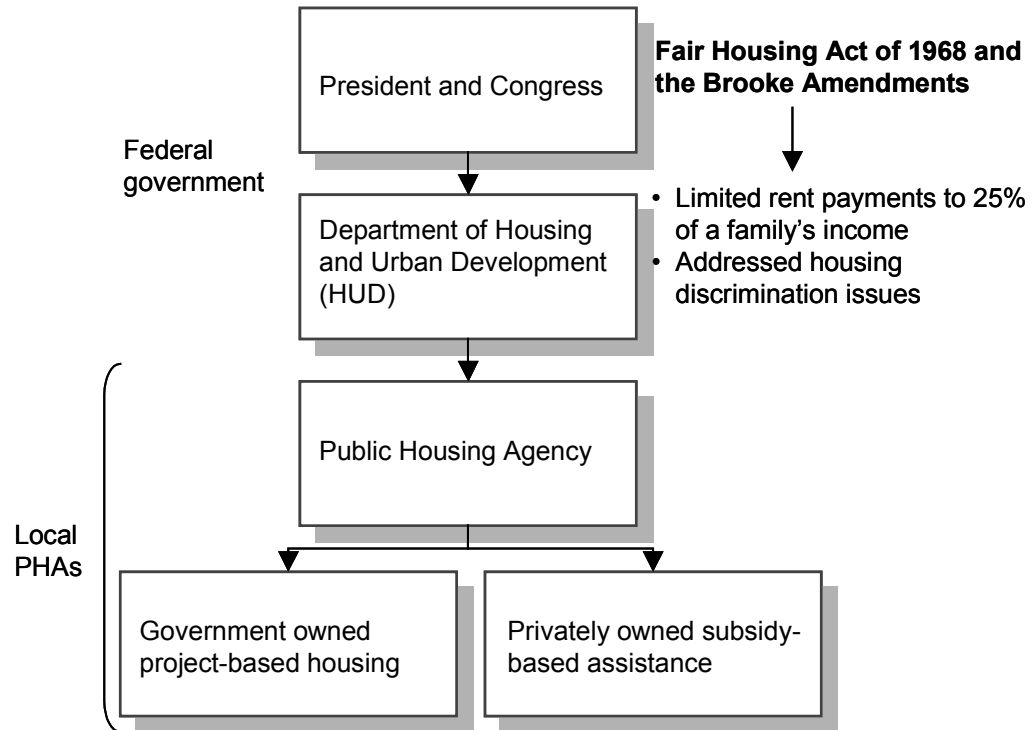 President and Congress
Fair Housing Act of 1968 and
the Brooke Amendments
Federal
government
• Limited rent payments to 25%
of a family's income
• Addressed housing
discrimination issues
Department of Housing
and Urban Development
(HUD)
Public Housing Agency
Local
PHAs
Government owned
project-based housing
Privately owned subsidy-
based assistance